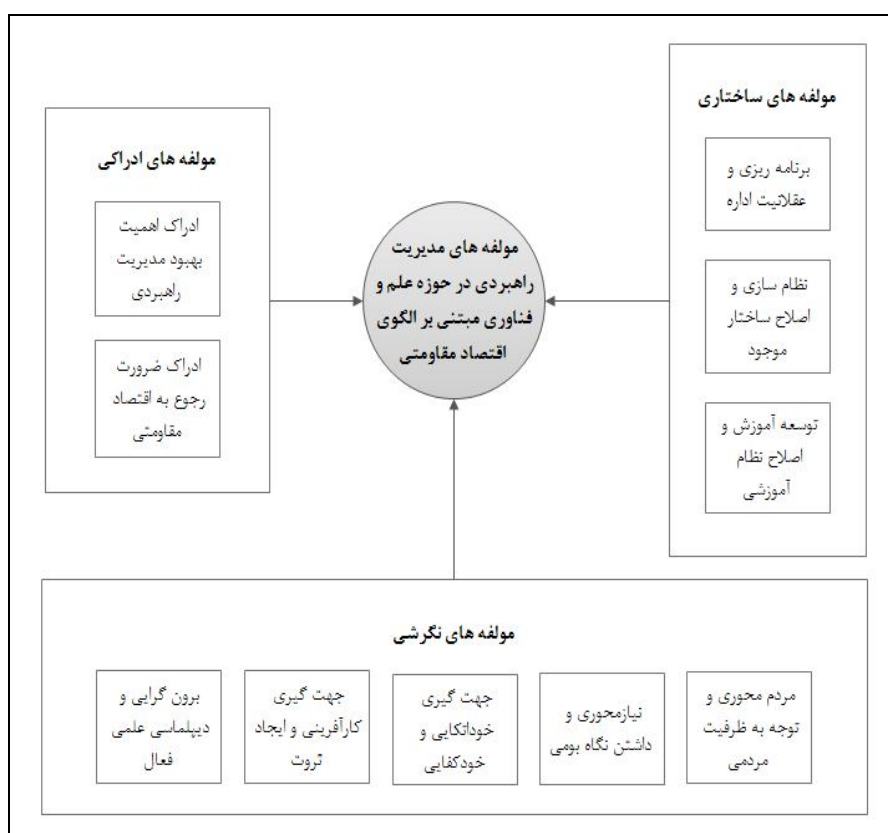 مولفه های ساختاری
برنامه ریزی و
عقلانیت اداره
نظام سازی و
اصلاح ساختار
موجود
توسعه آموزش و
اصلاح نظام
آموزشی
مولفه های مدیریت
راهبردی در حوزه علم و
فناوری مبتنی بر الگوی
اقتصاد مقاومتی
مولفه های ادراکی
ادراک اهمیت
بهبود مدیریت
راهبردی
ادراک ضرورت
رجوع به اقتصاد
مقاومتی
مولفه های نگرشی
مردم محوری و
توجه به ظرفیت
مردمی
نیازمحوری و
داشتن نگاه بومی
جهت گیری
خوداتکایی و
خودکفایی
جهت گیری
کارآفرینی و ایجاد
ثروت
برون گرایی و
دیپلماسی علمی
فعال